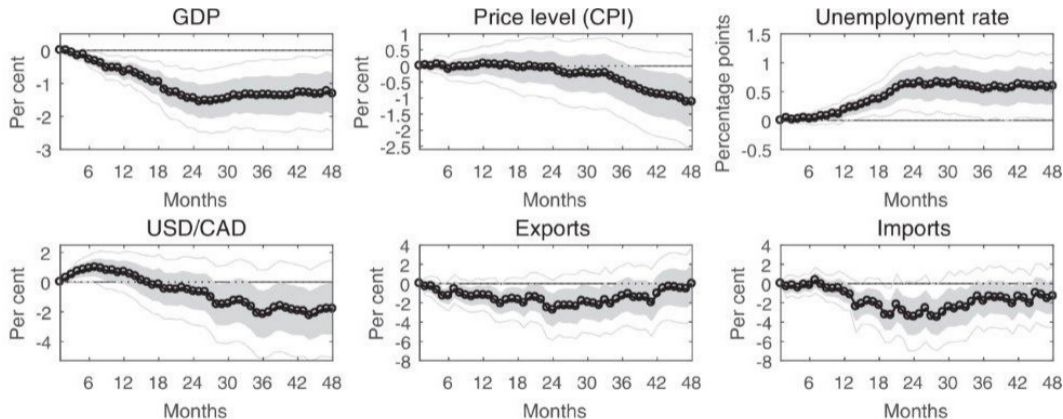 GDP
Per cent
0
-1
-2
-3
6 12 18 24 30 36 42 48
Months
Price level (CPI)
Per cent
1
0.5
0
-0.5
-1.0
-1.5
-2
-2.5
6 12 18 24 30 36 42 48
Months
Unemployment rate
Percentage points
1.5
1
0.5
0
-0.5
6 12 18 24 30 36 42 48
Months
USD/CAD
Per cent
2
0
-2
-4
6 12 18 24 30 36 42 48
Months
Exports
Per cent
4
2
0
-2
-4
-6
-8
6 12 18 24 30 36 42 48
Months
Imports
Per cent
4
2
0
-2
-4
-6
-8
6 12 18 24 30 36 42 48
Months